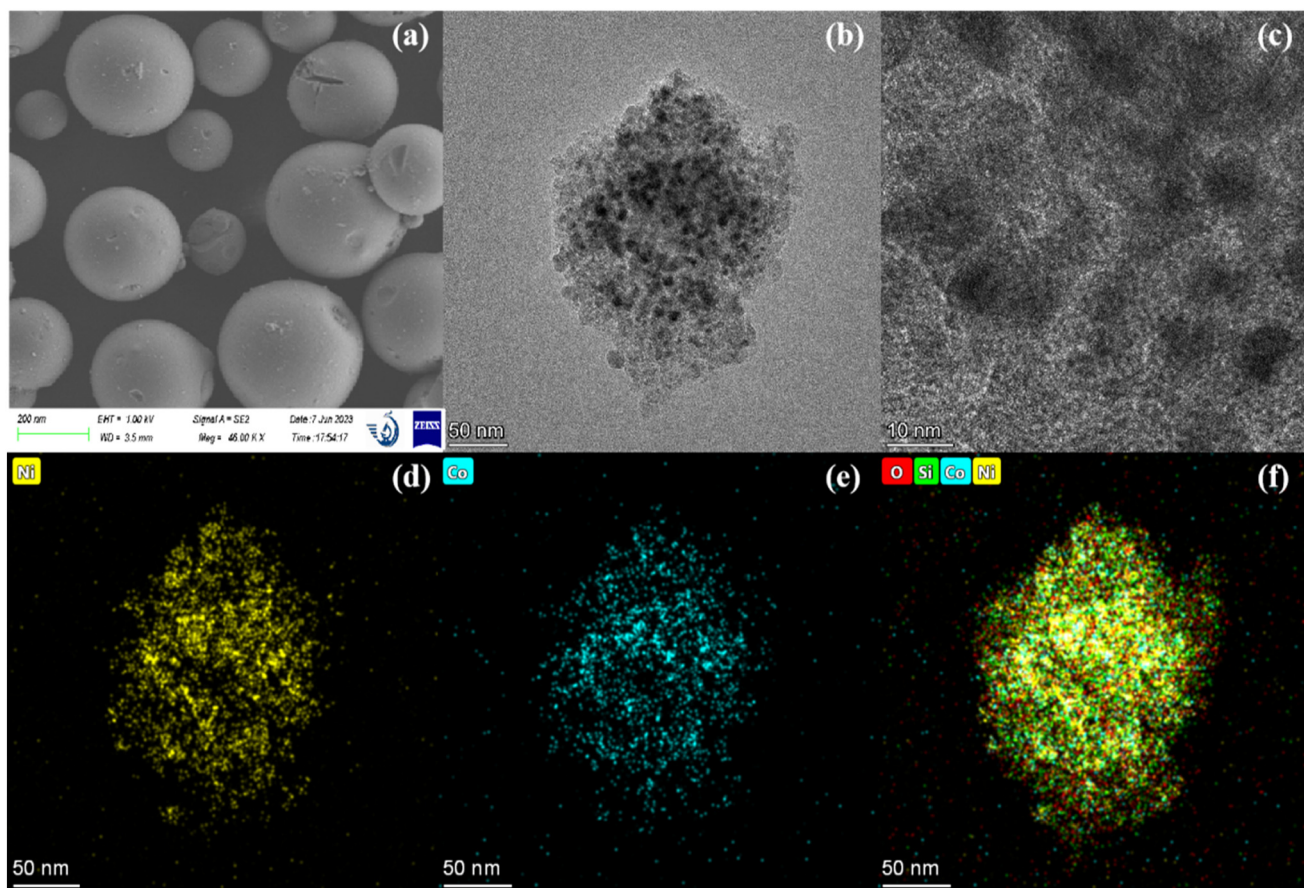 (a)
(b)
(c)
200 nm
EHT = 1.00 kV
Signal A = SE2
Date :7 Jun 2023
WD = 3.5 mm
Mag = 46.00 K X
Time :17:54:17
ZEISS
50 nm
10 nm
Ni
(d)
Co
(e)
O Si Co Ni
(f)
50 nm
50 nm
50 nm